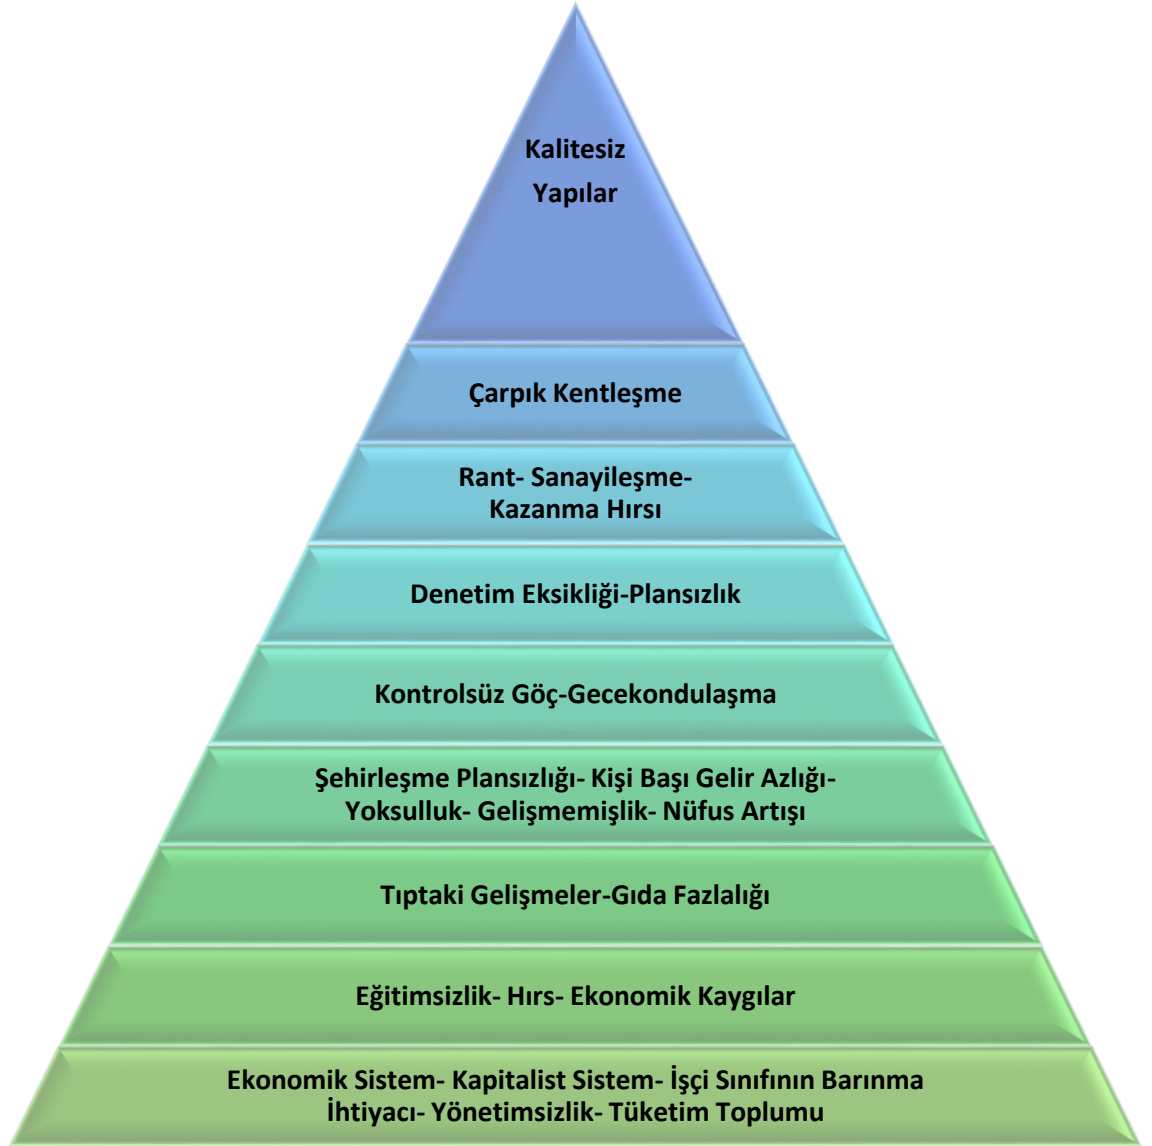 Kalitesiz
Yapılar
Çarpık Kentleşme
Rant- Sanayileşme-
Kazanma Hırsı
Denetim Eksikliği-Plansızlık
Kontrolsüz Göç-Gecekondulaşma
Şehirleşme Plansızlığı- Kişi Başı Gelir Azlığı-
Yoksulluk- Gelişmemişlik- Nüfus Artışı
Tıptaki Gelişmeler-Gıda Fazlalığı
Eğitimsizlik- Hırs- Ekonomik Kaygılar
Ekonomik Sistem- Kapitalist Sistem- İşçi Sınıfının Barınma
İhtiyacı- Yönetimsizlik- Tüketim Toplumu